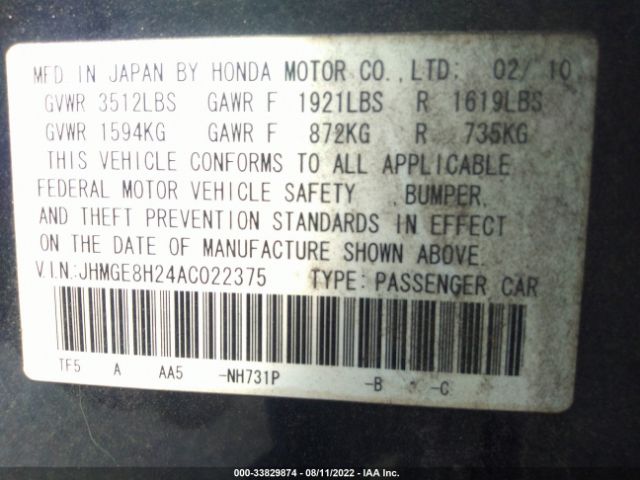 MFD IN JAPAN BY HONDA MOTOR CO.,LTD: 02/ 10
GVWR 3512LBS GAWR F 1921LBS R 1619LBS
GVWR 1594KG GAWR F 872KG R 735KG
THIS VEHICLE CONFORMS TO ALL APPLICABLE
FEDERAL MOTOR VEHICLE SAFETY ,BUMPER,
AND THEFT PREVENTION STANDARDS IN EFFECT
ON THE DATE OF MANUFACTURE SHOWN ABOVE.
V.I.N.:JHMGE8H24AC022375 TYPE:PASSENGER CAR
TF5 A AA5 -NH731P -B * -C
000-33829874 - 08/11/2022 - IAA Inc.